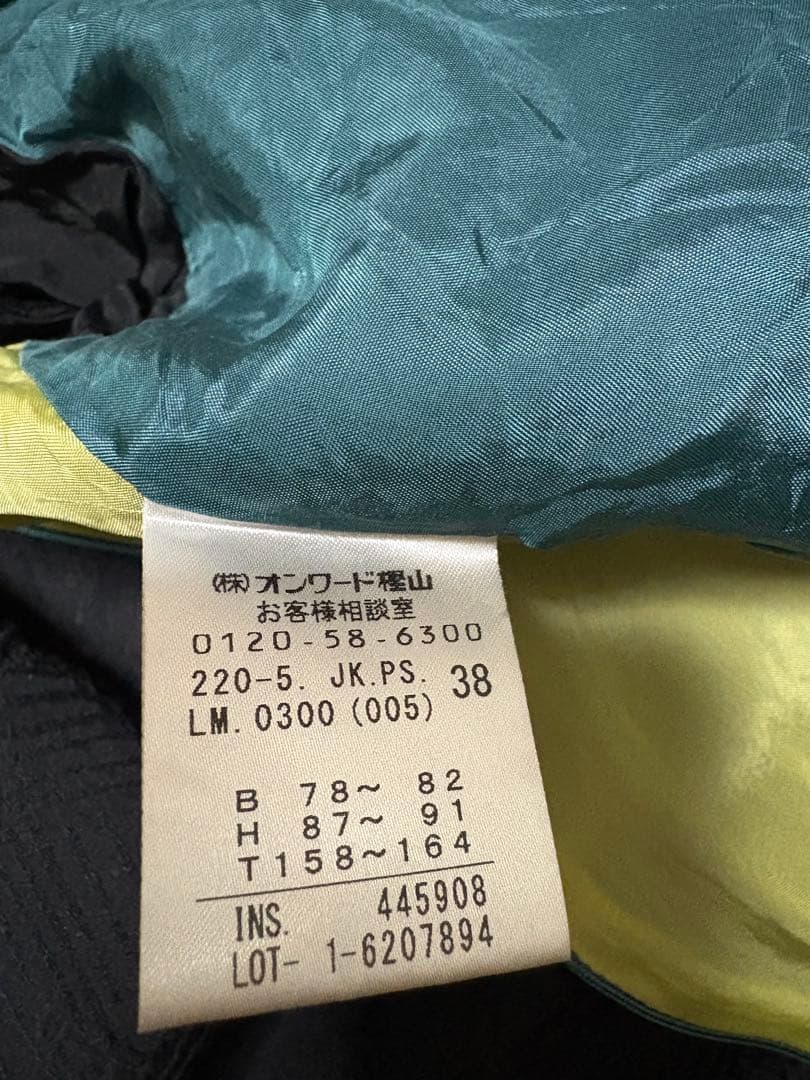 (株)オンワード樫山
お客様相談室
0120-58-6300
220-5. JK.PS. 38
LM. 0300 (005)
B 78~ 82
H 87~ 91
T158~164
INS. 445908
LOT- 1-6207894